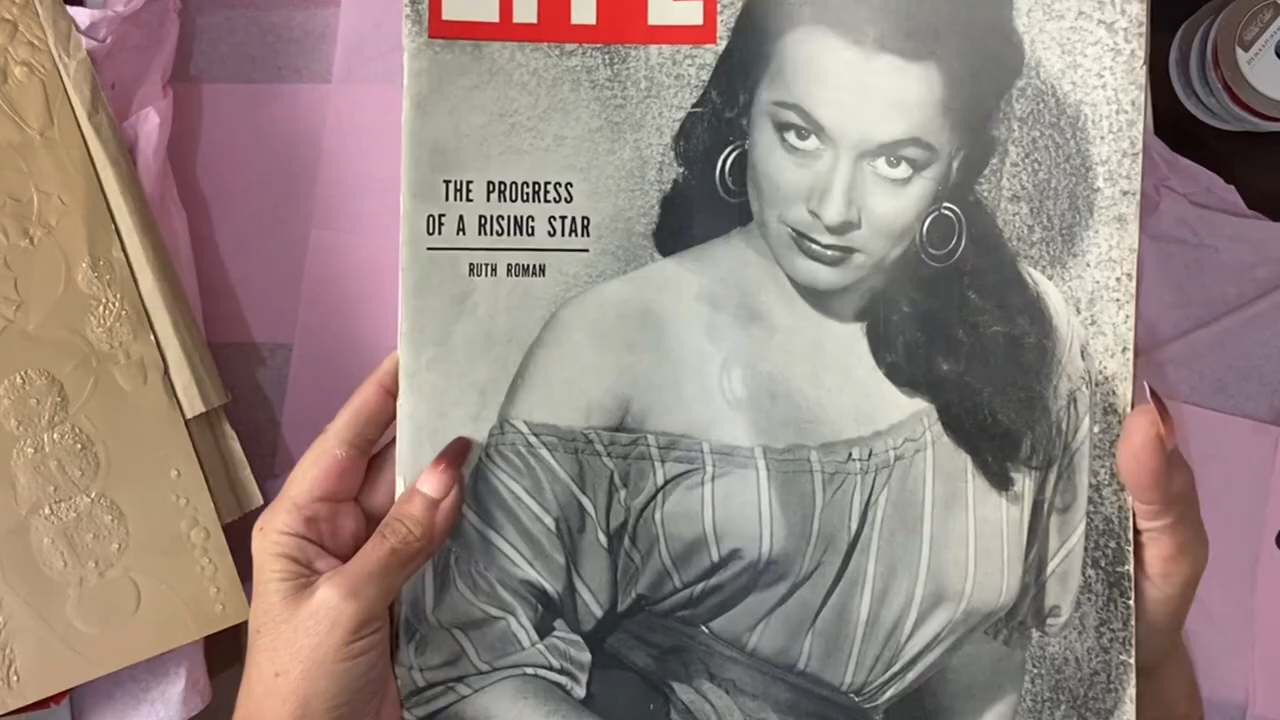 LIFE
THE PROGRESS
OF A RISING STAR
RUTH ROMAN